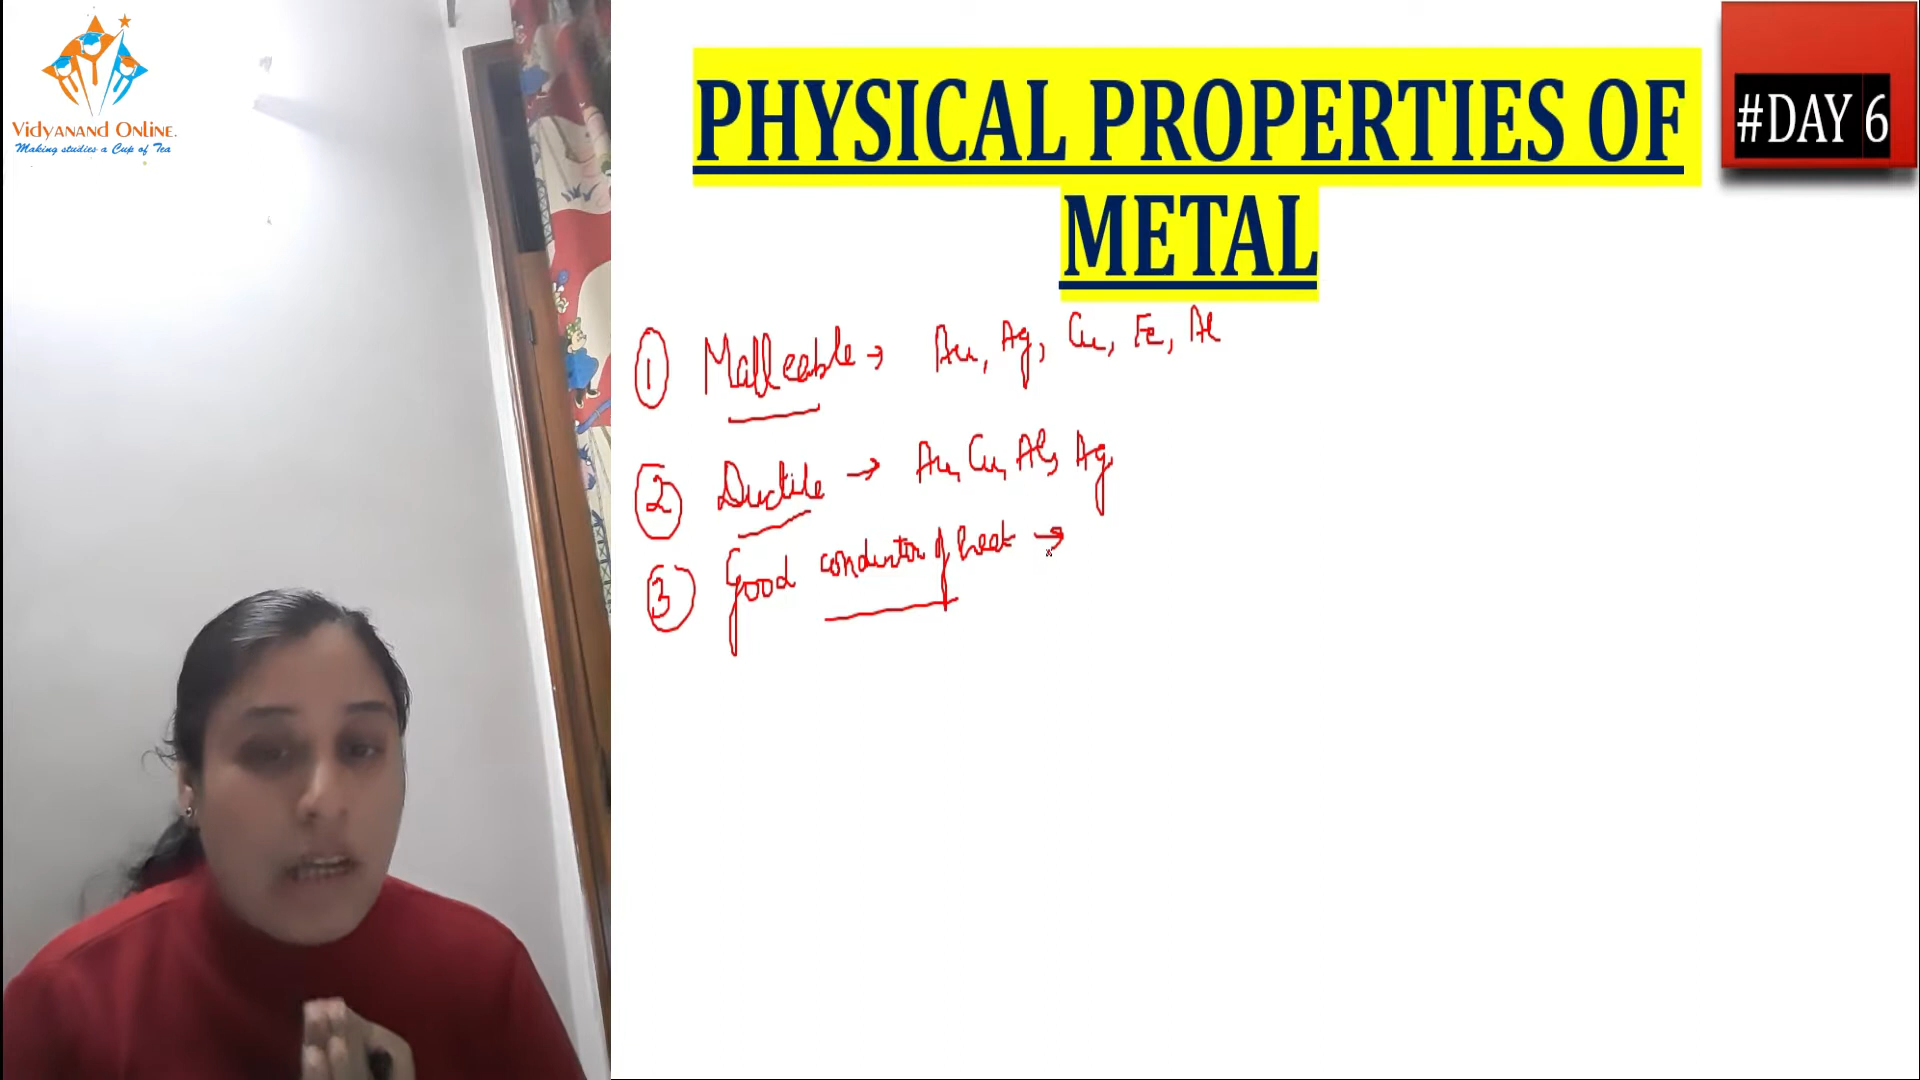 Vidyanand Online.
Making studies a Cup of Tea
#DAY 6
PHYSICAL PROPERTIES OF
METAL
1 Malleable → Au, Ag, Cu, Fe, Al
2 Ductile → Au, Cu, Al, Ag
3 Good conductor of heat →